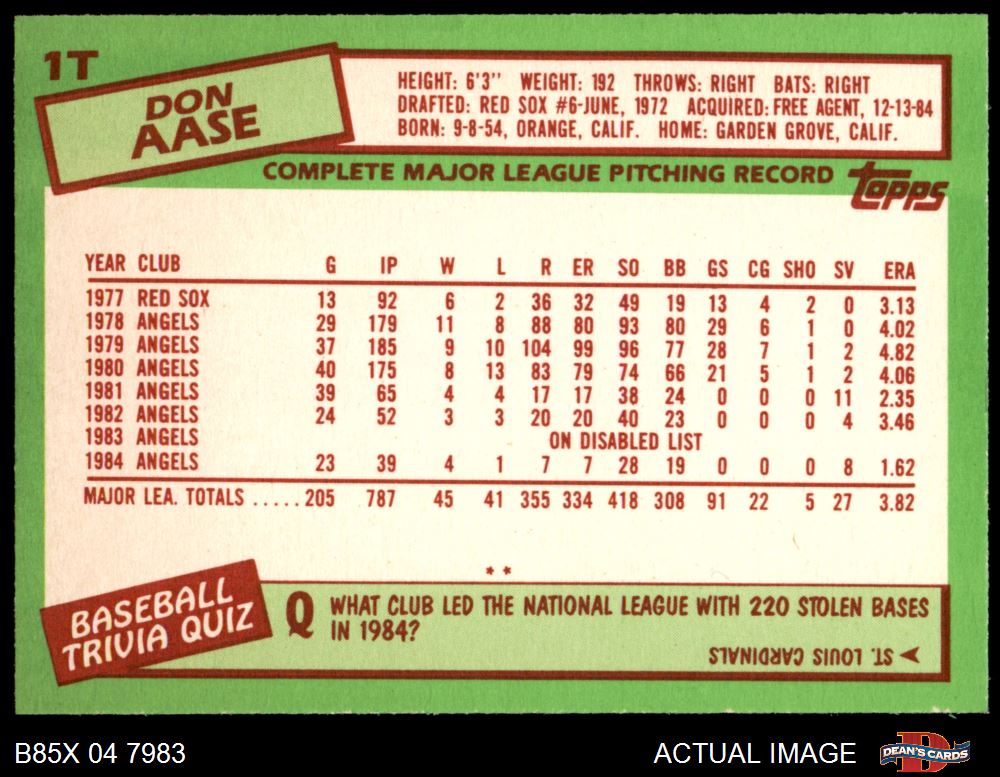 1T
DON
AASE
HEIGHT: 6'3" WEIGHT: 192 THROWS: RIGHT BATS: RIGHT
DRAFTED: RED SOX #6-JUNE, 1972 ACQUIRED: FREE AGENT, 12-13-84
BORN: 9-8-54, ORANGE, CALIF. HOME: GARDEN GROVE, CALIF.
COMPLETE MAJOR LEAGUE PITCHING RECORD topps
YEAR CLUB G IP W L R ER SO BB GS CG SHO SV ERA
1977 RED SOX 13 92 6 2 36 32 49 19 13 4 2 0 3.13
1978 ANGELS 29 179 11 8 88 80 93 80 29 6 1 0 4.02
1979 ANGELS 37 185 9 10 104 99 96 77 28 7 1 2 4.82
1980 ANGELS 40 175 8 13 83 79 74 66 21 5 1 2 4.06
1981 ANGELS 39 65 4 4 17 17 38 24 0 0 0 11 2.35
1982 ANGELS 24 52 3 3 20 20 40 23 0 0 0 4 3.46
1983 ANGELS ON DISABLED LIST
1984 ANGELS 23 39 4 1 7 7 28 19 0 0 0 8 1.62
MAJOR LEA. TOTALS ..... 205 787 45 41 355 334 418 308 91 22 5 27 3.82
**
BASEBALL
TRIVIA QUIZ
Q WHAT CLUB LED THE NATIONAL LEAGUE WITH 220 STOLEN BASES
IN 1984?
ST. LOUIS CARDINALS
B85X 04 7983 ACTUAL IMAGE DEAN'S CARDS